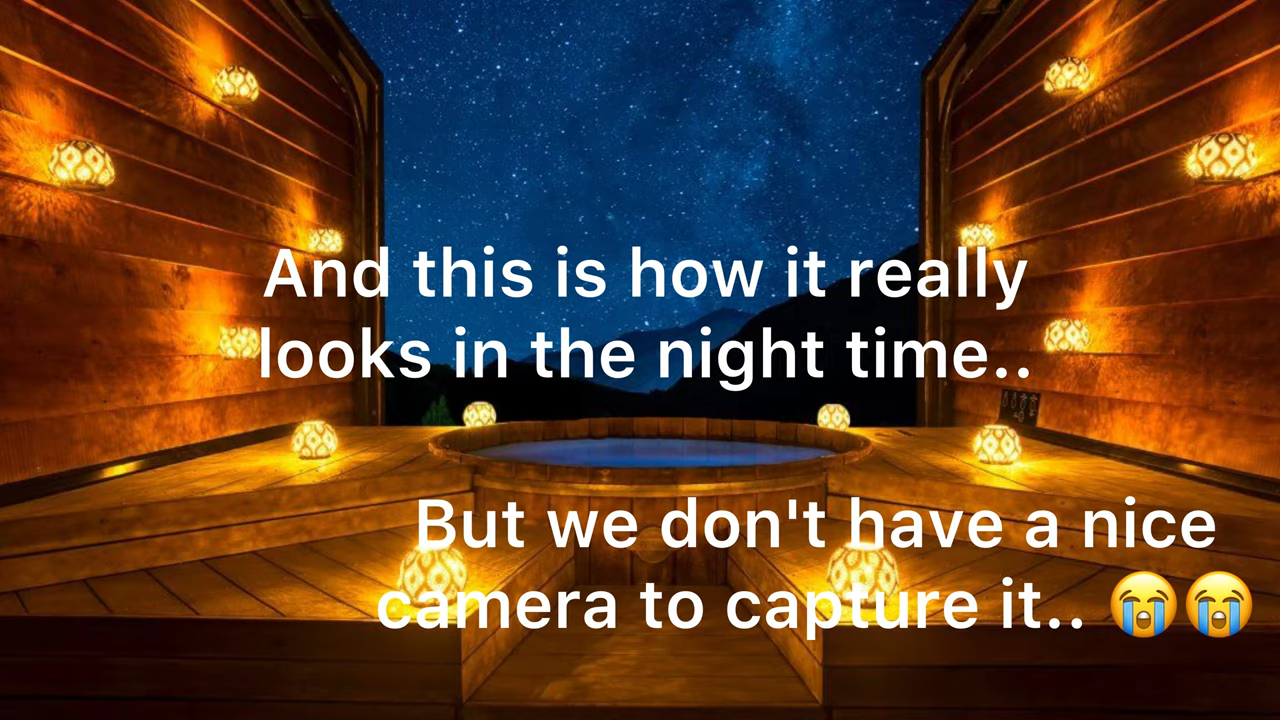 And this is how it really
looks in the night time..
But we don't have a nice
camera to capture it.. 😭😭